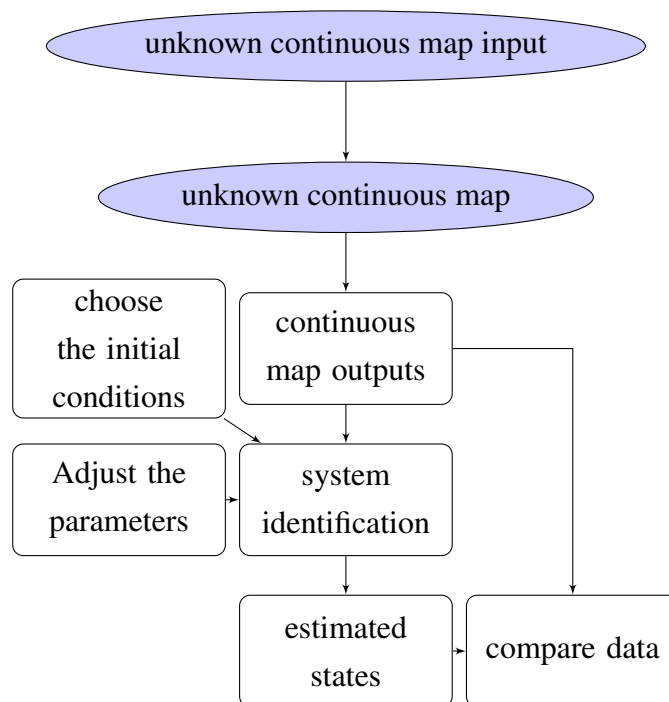 unknown continuous map input
unknown continuous map
choose
the initial
conditions
continuous
map outputs
Adjust the
parameters
system
identification
estimated
states
compare data